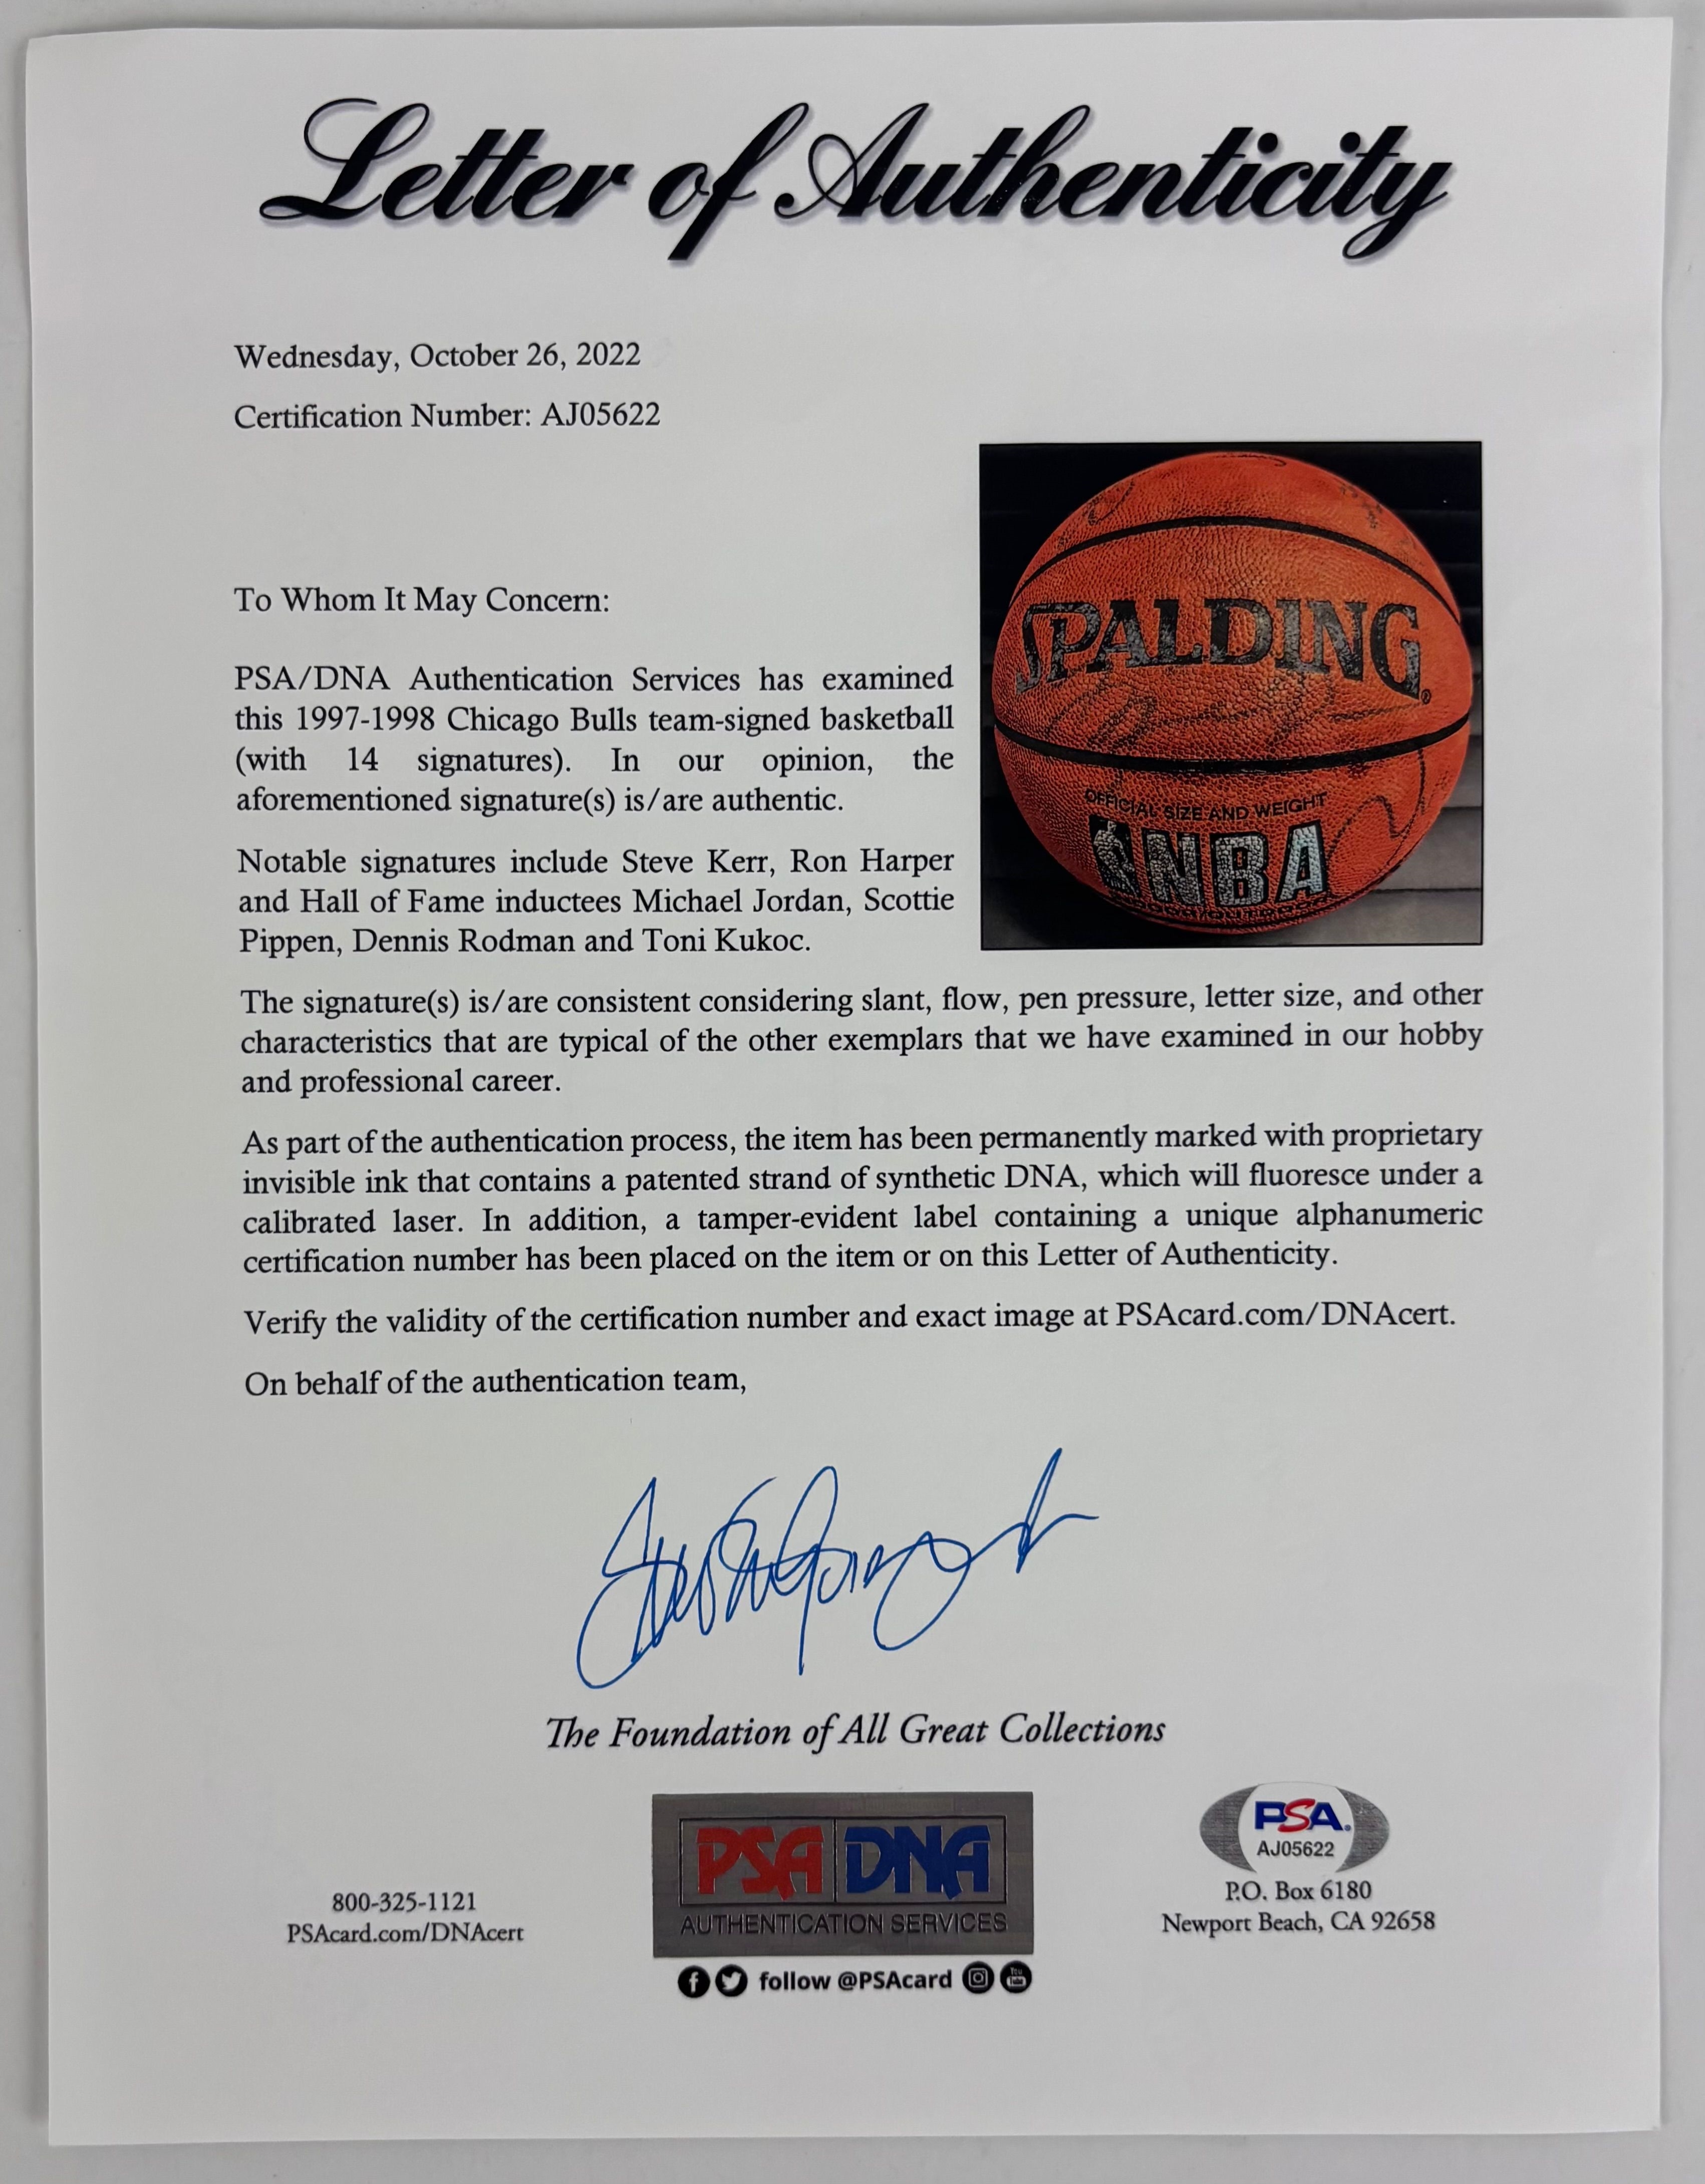 Letter of Authenticity
Wednesday, October 26, 2022
Certification Number: AJ05622
To Whom It May Concern:
PSA/DNA Authentication Services has examined
this 1997-1998 Chicago Bulls team-signed basketball
(with 14 signatures). In our opinion, the
aforementioned signature(s) is/are authentic.
Notable signatures include Steve Kerr, Ron Harper
and Hall of Fame inductees Michael Jordan, Scottie
Pippen, Dennis Rodman and Toni Kukoc.
SPALDING®
OFFICIAL SIZE AND WEIGHT
NBA
The signature(s) is/are consistent considering slant, flow, pen pressure, letter size, and other
characteristics that are typical of the other exemplars that we have examined in our hobby
and professional career.
As part of the authentication process, the item has been permanently marked with proprietary
invisible ink that contains a patented strand of synthetic DNA, which will fluoresce under a
calibrated laser. In addition, a tamper-evident label containing a unique alphanumeric
certification number has been placed on the item or on this Letter of Authenticity.
Verify the validity of the certification number and exact image at PSAcard.com/DNAcert.
On behalf of the authentication team,
The Foundation of All Great Collections
800-325-1121
PSAcard.com/DNAcert
PSA DNA
AUTHENTICATION SERVICES
follow @PSAcard
You Tube
PSA®
AJ05622
P.O. Box 6180
Newport Beach, CA 92658